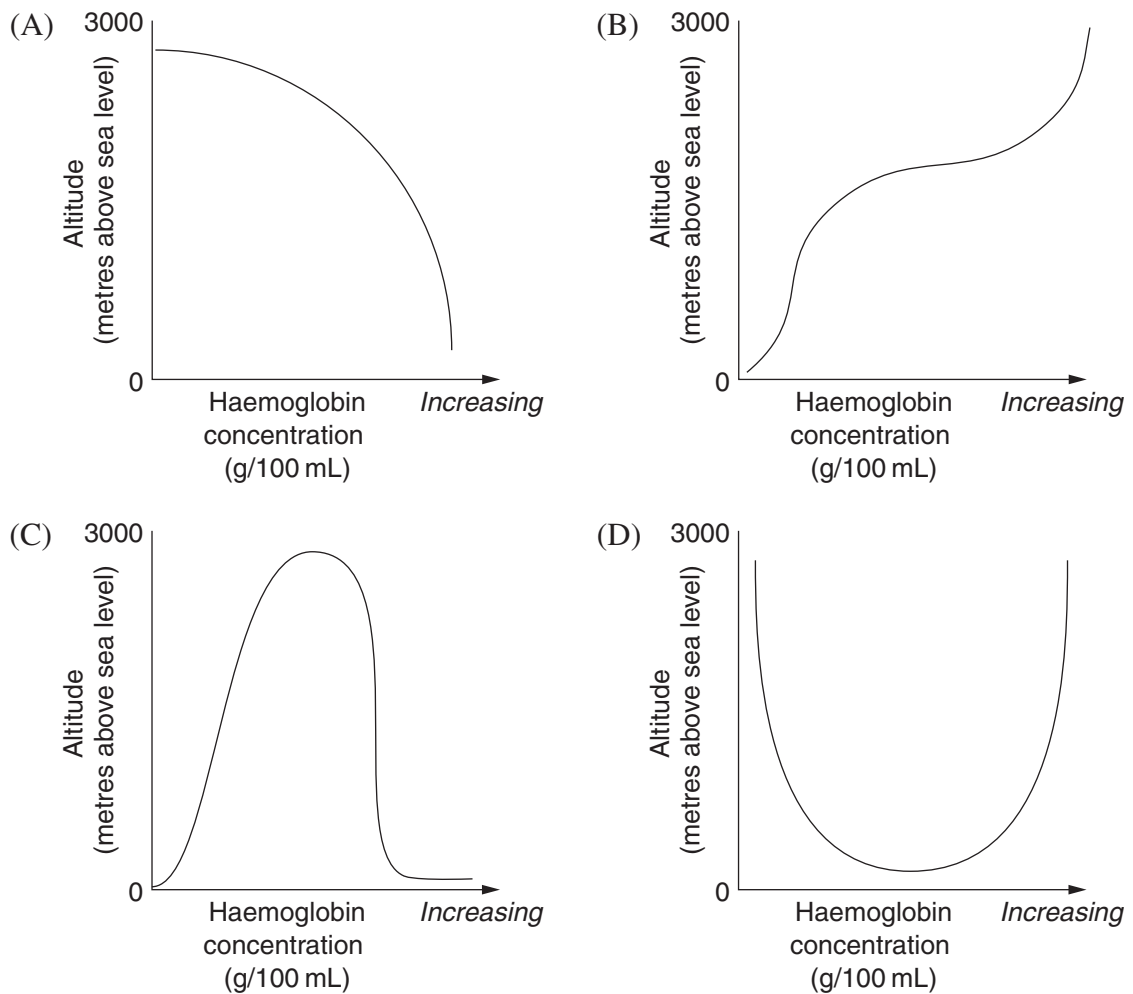 (A)
3000
Altitude
(metres above sea level)
0
Haemoglobin
concentration
(g/100 mL)
Increasing
(B)
3000
Altitude
(metres above sea level)
0
Haemoglobin
concentration
(g/100 mL)
Increasing
(C)
3000
Altitude
(metres above sea level)
0
Haemoglobin
concentration
(g/100 mL)
Increasing
(D)
3000
Altitude
(metres above sea level)
0
Haemoglobin
concentration
(g/100 mL)
Increasing